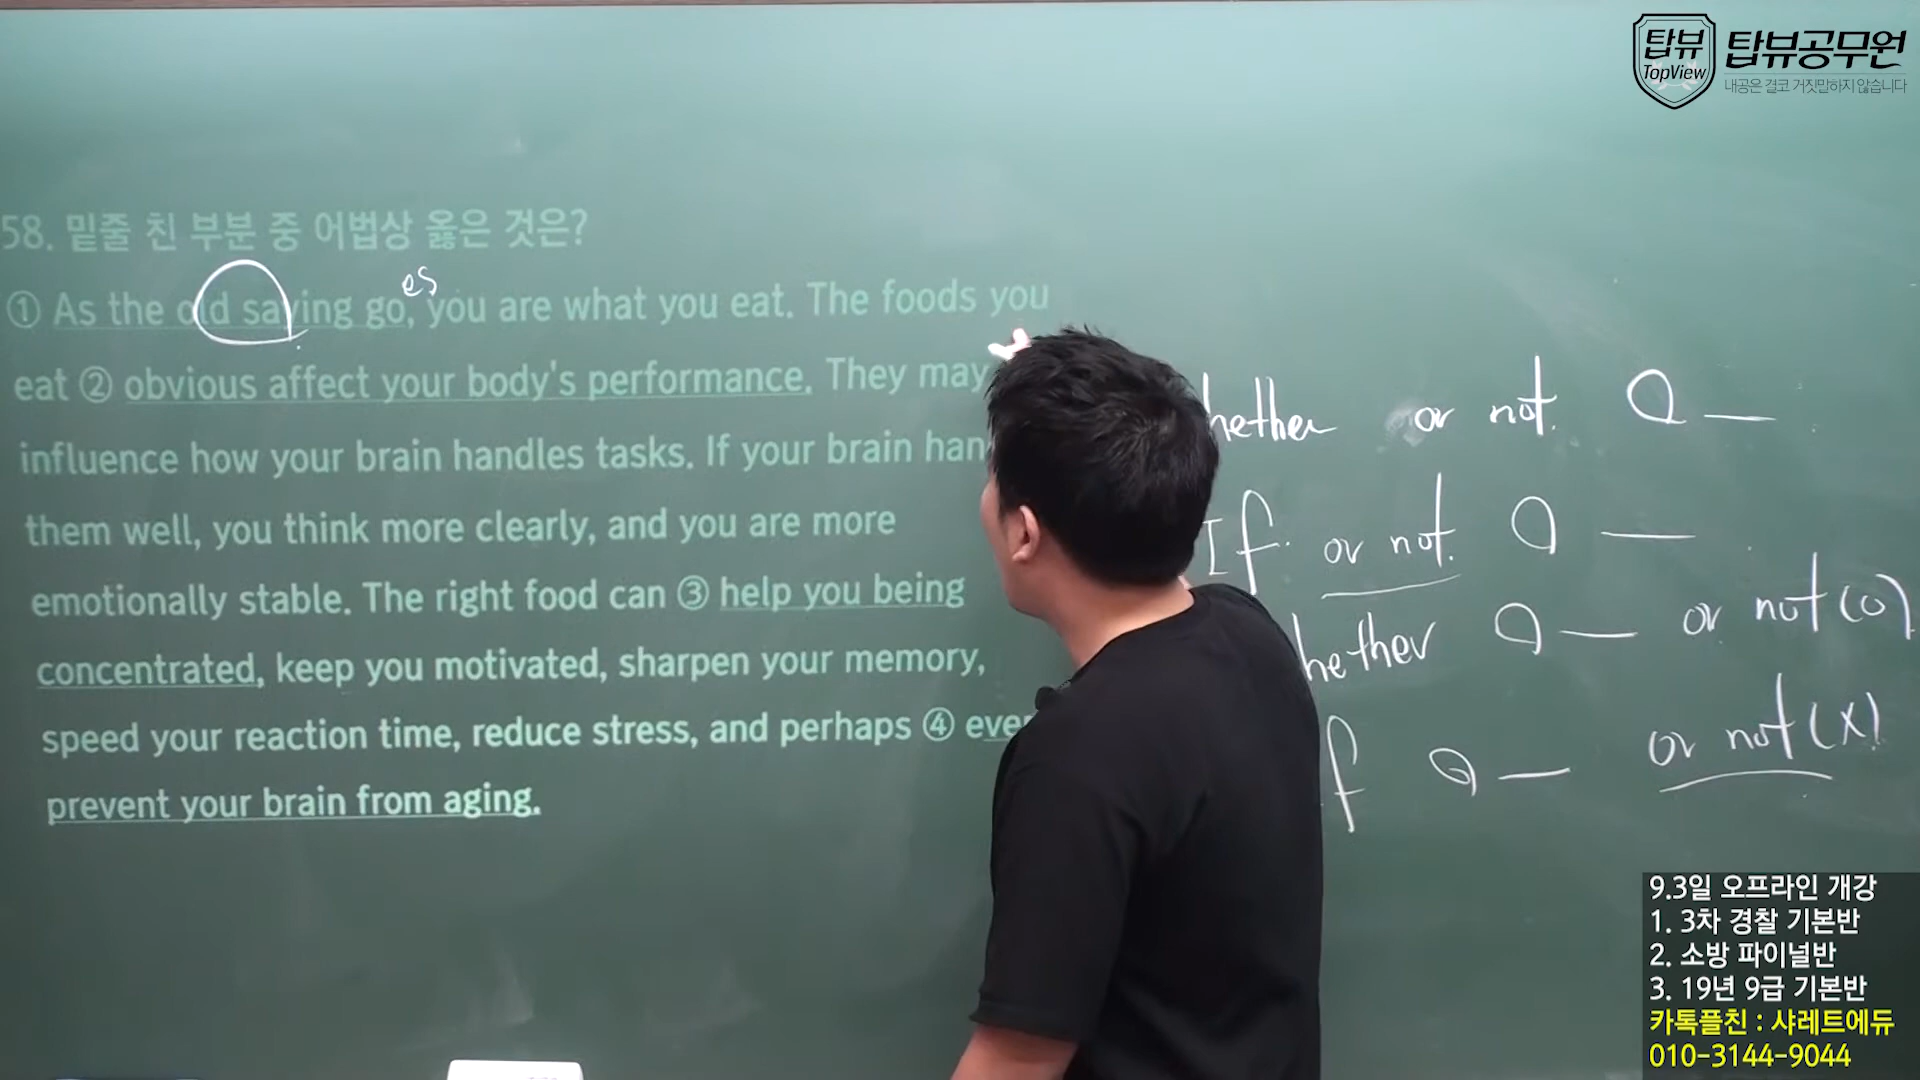 탑뷰
TopView
탑뷰공무원
내공은 결코 거짓말하지 않습니다
58. 밑줄 친 부분 중 어법상 옳은 것은?
es
① As the old saying go, you are what you eat. The foods you
eat ② obvious affect your body's performance. They may
influence how your brain handles tasks. If your brain han
them well, you think more clearly, and you are more
emotionally stable. The right food can ③ help you being
concentrated, keep you motivated, sharpen your memory,
speed your reaction time, reduce stress, and perhaps ④ eve
prevent your brain from aging.
hether or not.
If or not.
hether or not (O)
f or not (X)
9.3일 오프라인 개강
1. 3차 경찰 기본반
2. 소방 파이널반
3. 19년 9급 기본반
카톡플친 : 샤레트에듀
010-3144-9044